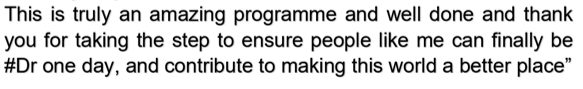 This is truly an amazing programme and well done and thank
you for taking the step to ensure people like me can finally be
#Dr one day, and contribute to making this world a better place”